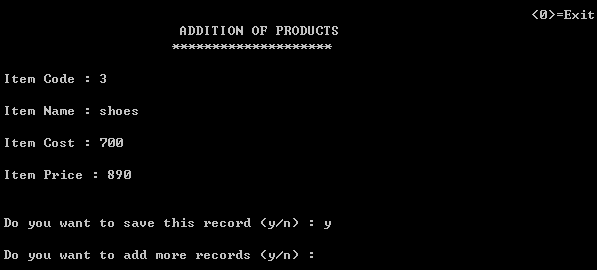 <0>=Exit
ADDITION OF PRODUCTS
********************
Item Code : 3
Item Name : shoes
Item Cost : 700
Item Price : 890
Do you want to save this record (y/n) : y
Do you want to add more records (y/n) :